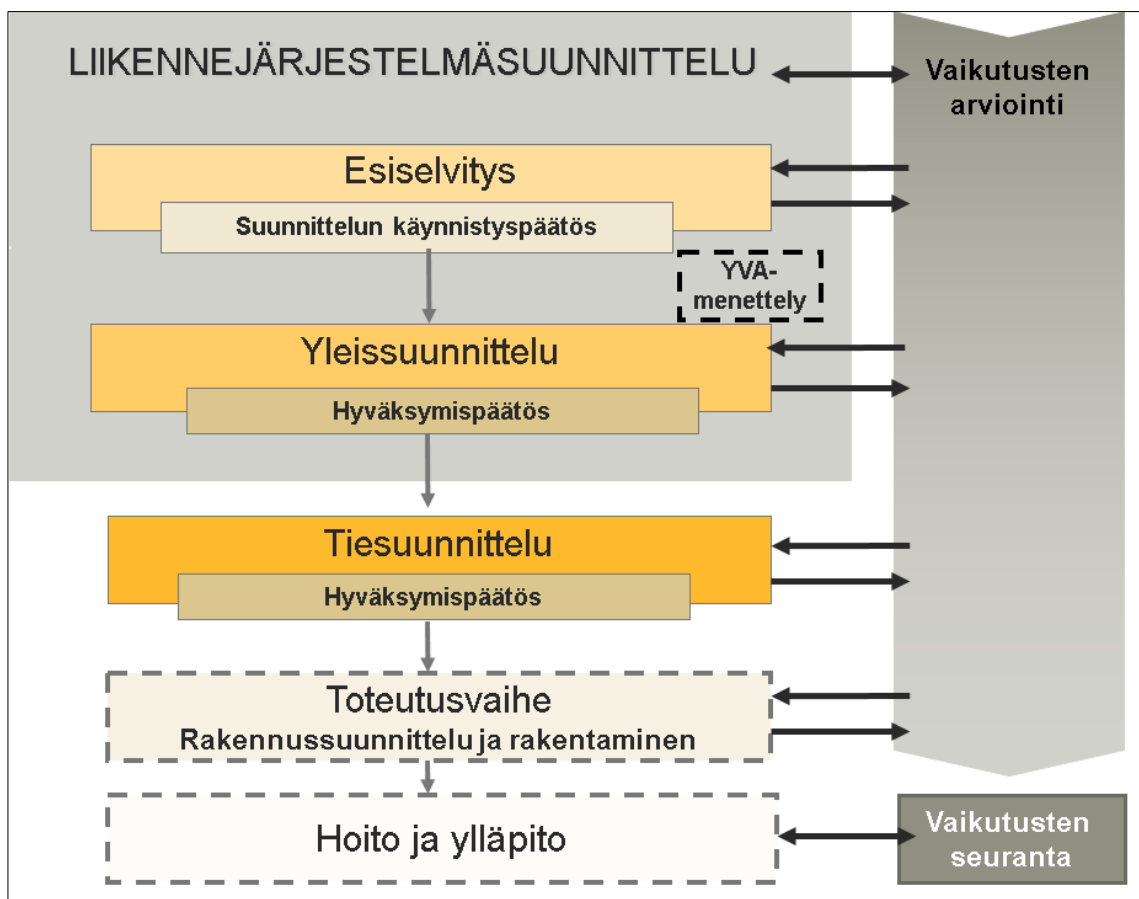 LIIKENNEJÄRJESTELMÄSUUNNITTELU
Vaikutusten
arviointi
Esiselvitys
Suunnittelun käynnistyspäätös
YVA-
menettely
Yleissuunnittelu
Hyväksymispäätös
Tiesuunnittelu
Hyväksymispäätös
Toteutusvaihe
Rakennussuunnittelu ja rakentaminen
Hoito ja ylläpito
Vaikutusten
seuranta